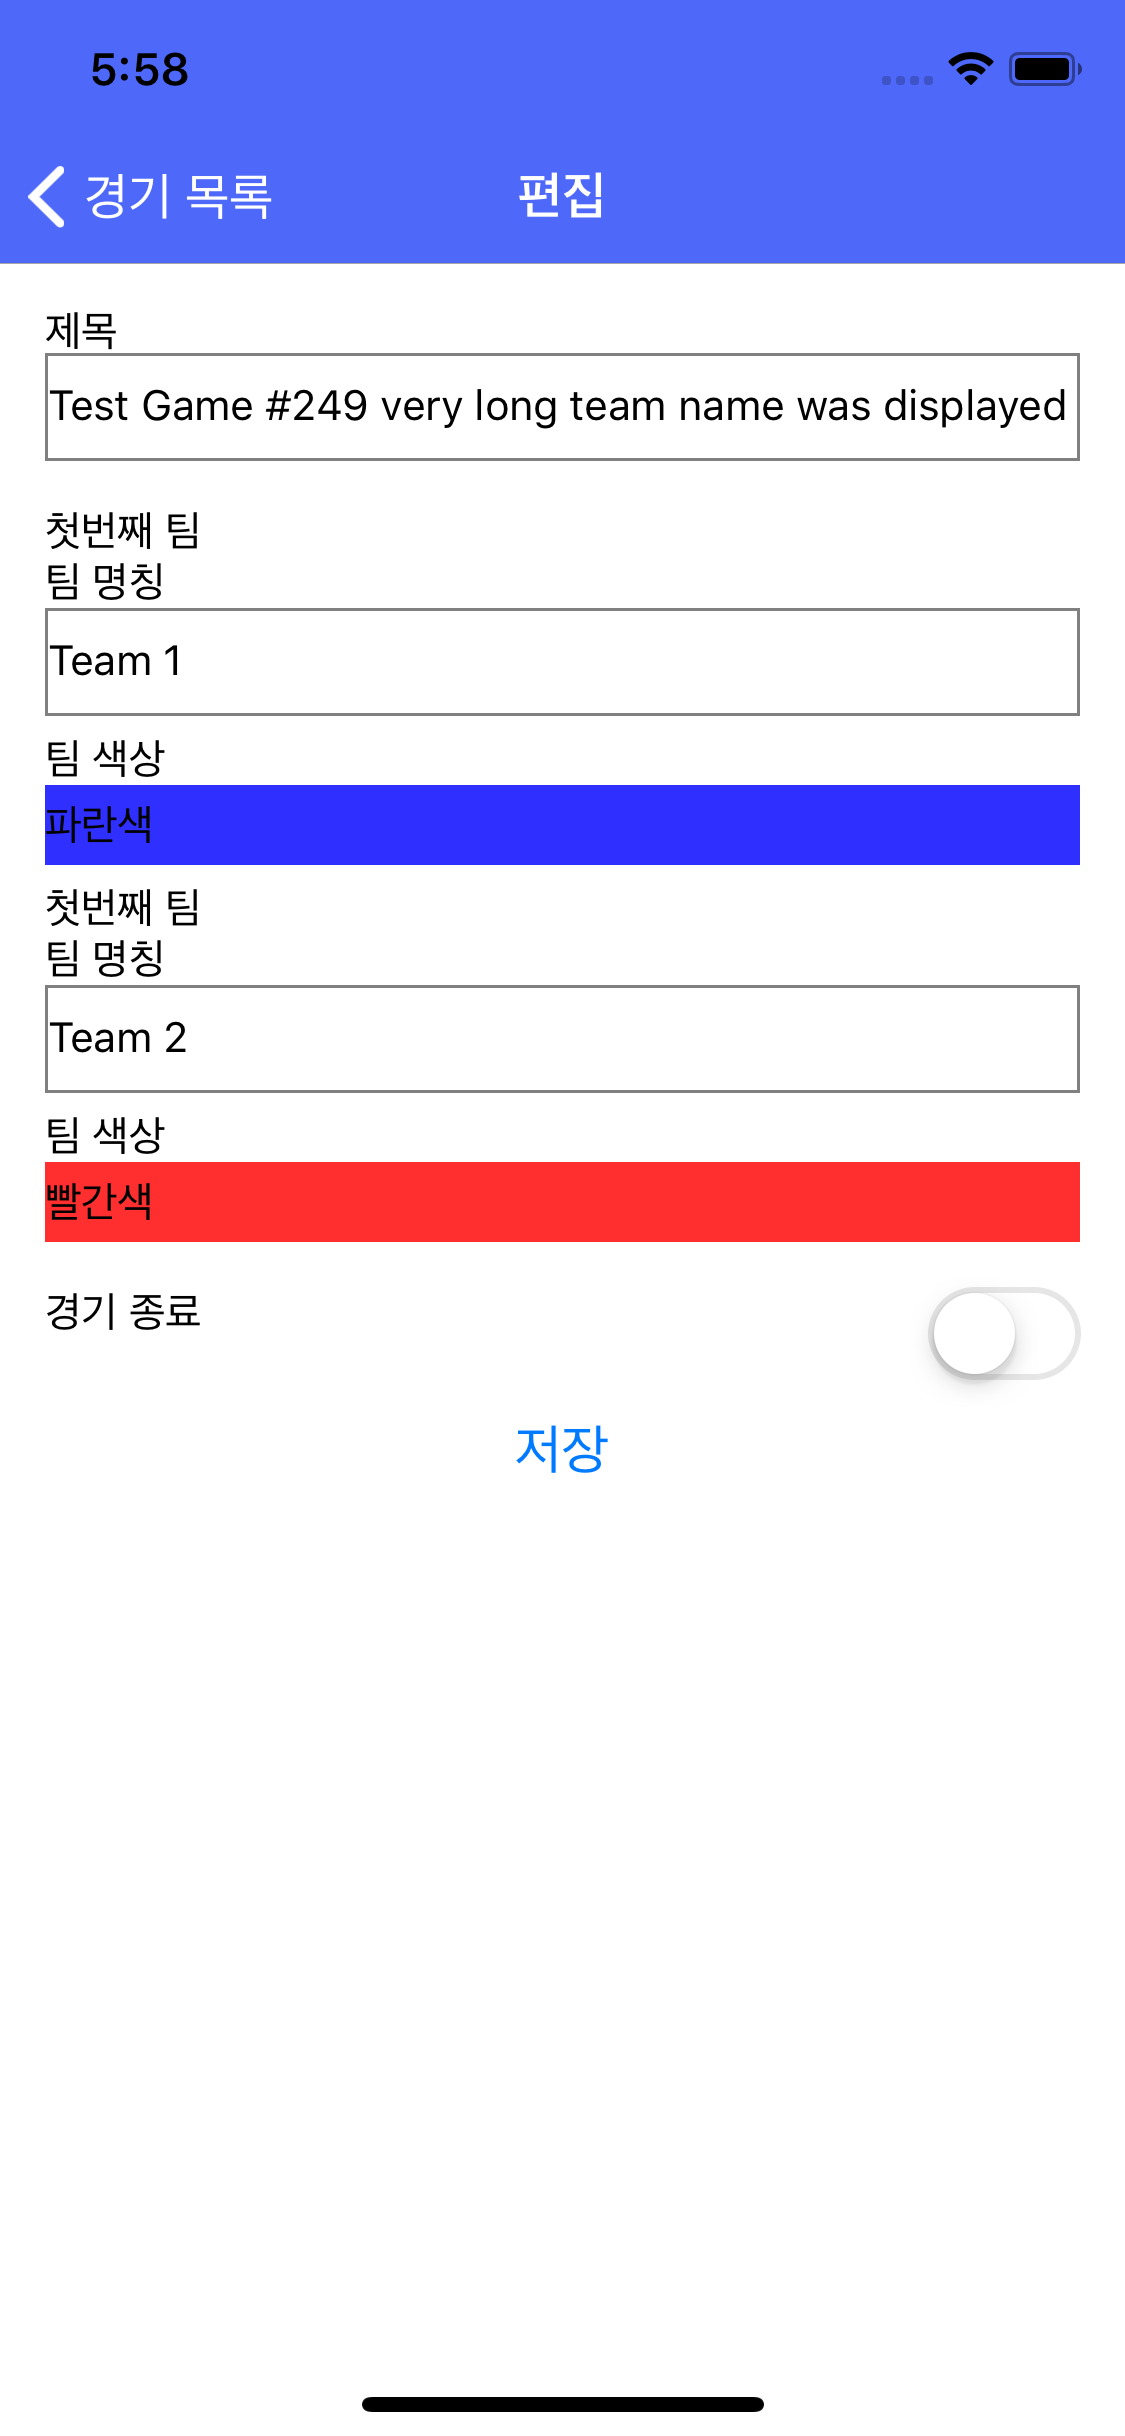 5:58
경기 목록
편집
제목
Test Game #249 very long team name was displayed
첫번째 팀
팀 명칭
Team 1
팀 색상
파란색
첫번째 팀
팀 명칭
Team 2
팀 색상
빨간색
경기 종료
저장